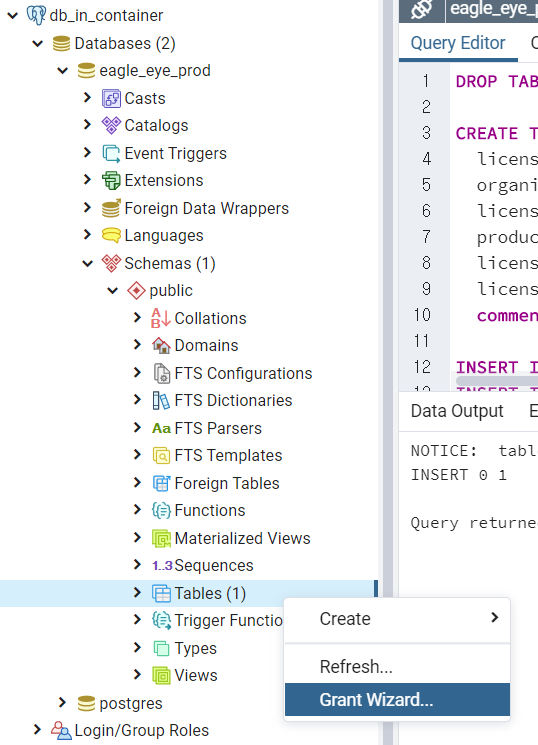 db_in_container
Databases (2)
eagle_eye_prod
Casts
Catalogs
Event Triggers
Extensions
Foreign Data Wrappers
Languages
Schemas (1)
public
Collations
Domains
FTS Configurations
FTS Dictionaries
Aa FTS Parsers
FTS Templates
Foreign Tables
Functions
Materialized Views
1..3 Sequences
Tables (1)
Trigger Functio
Types
Views
postgres
Login/Group Roles
Create
Refresh...
Grant Wizard...
eagle_eye_p
Query Editor
1 DROP TAB
2
3 CREATE T
4 licens
5 organi
6 licens
7 produc
8 licens
9 licens
10 commen
11
12 INSERT I
Data Output E
NOTICE: tabl
INSERT 0 1
Query returne